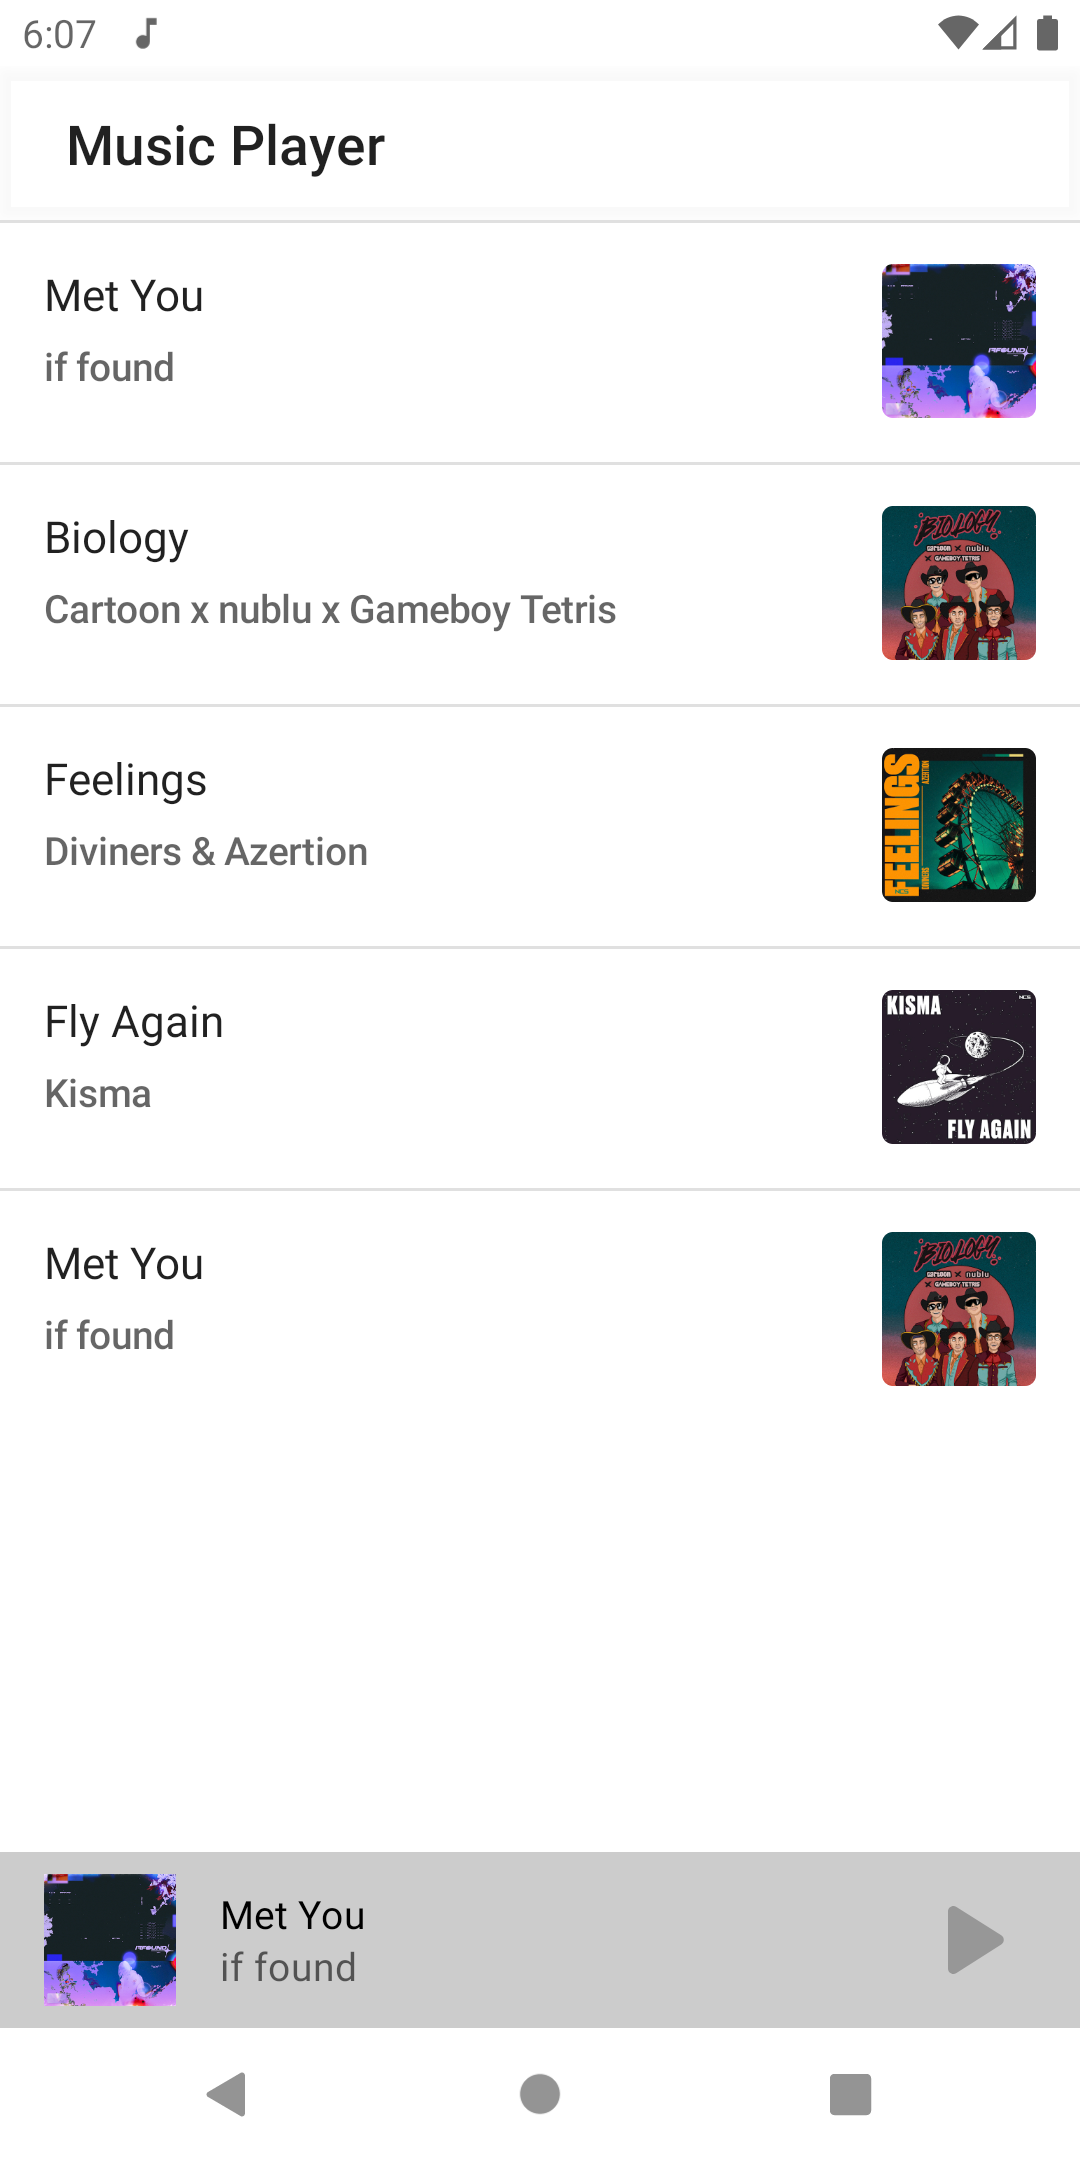 6:07
Music Player
Met You
if found
Biology
Cartoon x nublu x Gameboy Tetris
BIOLOGY
cartoon x nublu
x GAMEBOY TETRIS
Feelings
Diviners & Azertion
FEELINGS
AZERTION
DIVINERS
NCS
Fly Again
Kisma
KISMA
NCS
FLY AGAIN
Met You
if found
BIOLOGY
cartoon x nublu
x GAMEBOY TETRIS
Met You
if found